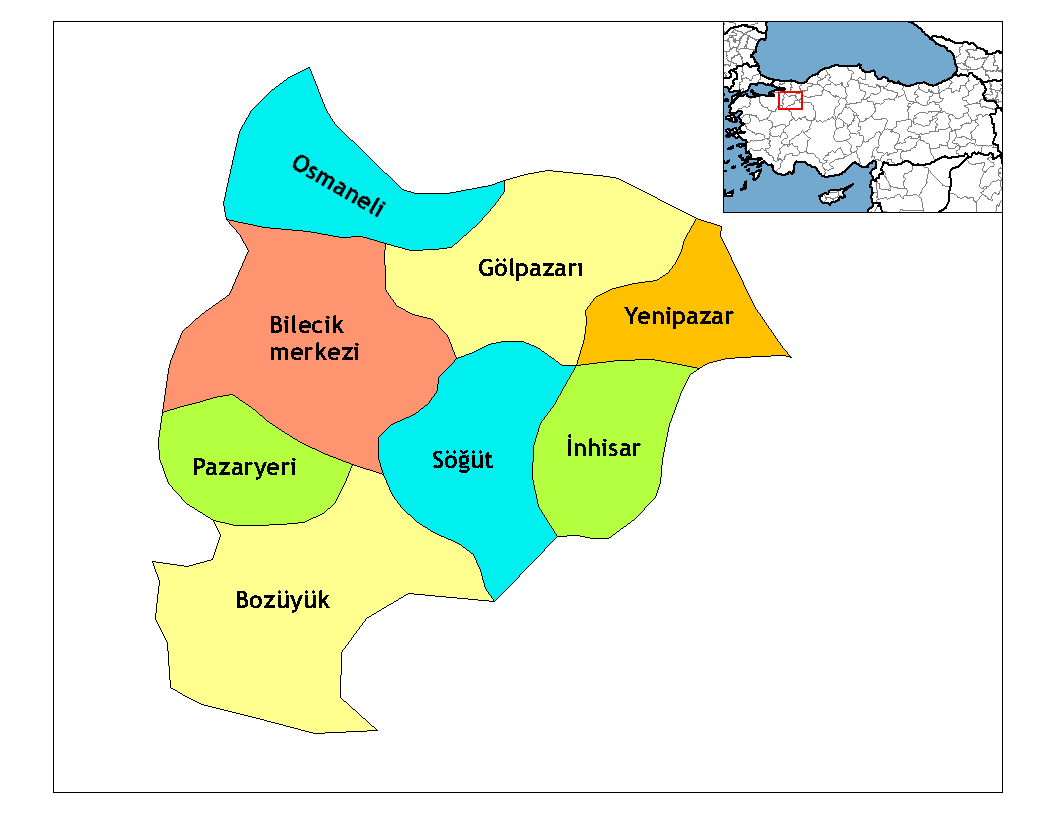 Osmaneli
Gölpazarı
Yenipazar
Bilecik
merkezi
İnhisar
Söğüt
Pazaryeri
Bozüyük